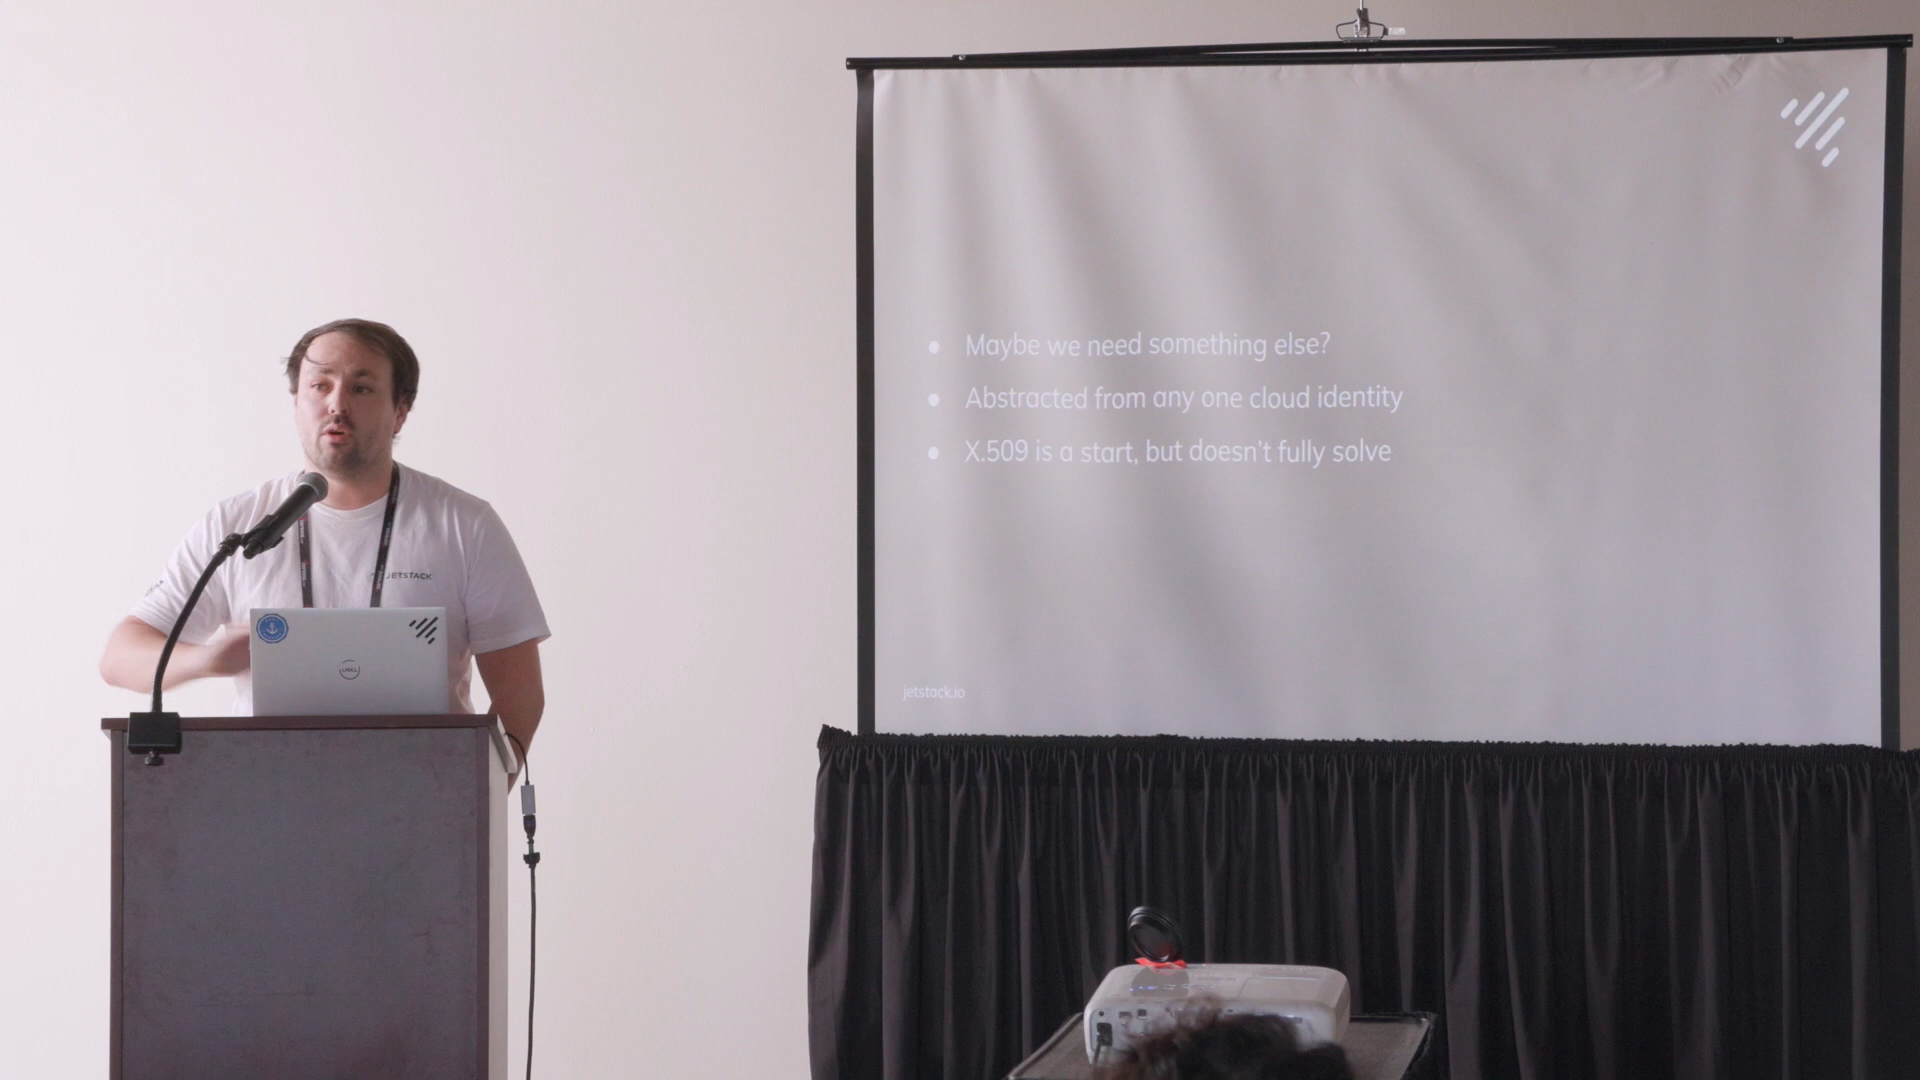 Maybe we need something else?
Abstracted from any one cloud identity
X.509 is a start, but doesn't fully solve
jetstack.io
JETSTACK
DELL